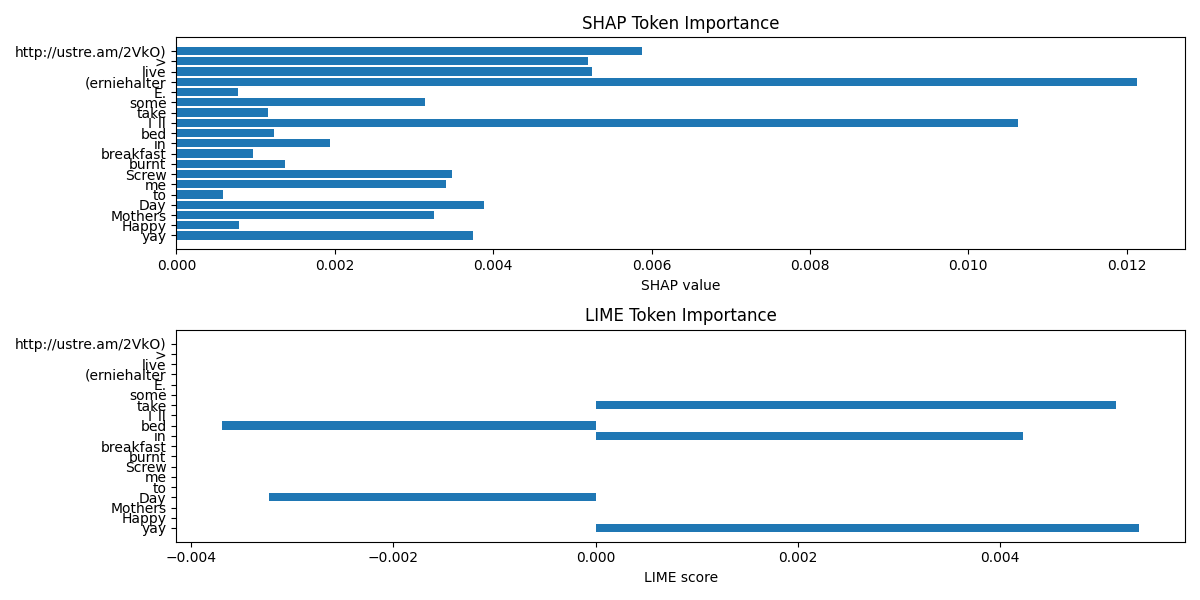 SHAP Token Importance
http://ustre.am/2VkO)
>
live
(erniehalter
E.
some
take
I ll
bed
in
breakfast
burnt
Screw
me
to
Day
Mothers
Happy
yay
0.000 0.002 0.004 0.006 0.008 0.010 0.012
SHAP value
LIME Token Importance
http://ustre.am/2VkO)
>
live
(erniehalter
E.
some
take
I ll
bed
in
breakfast
burnt
Screw
me
to
Day
Mothers
Happy
yay
−0.004 −0.002 0.000 0.002 0.004
LIME score